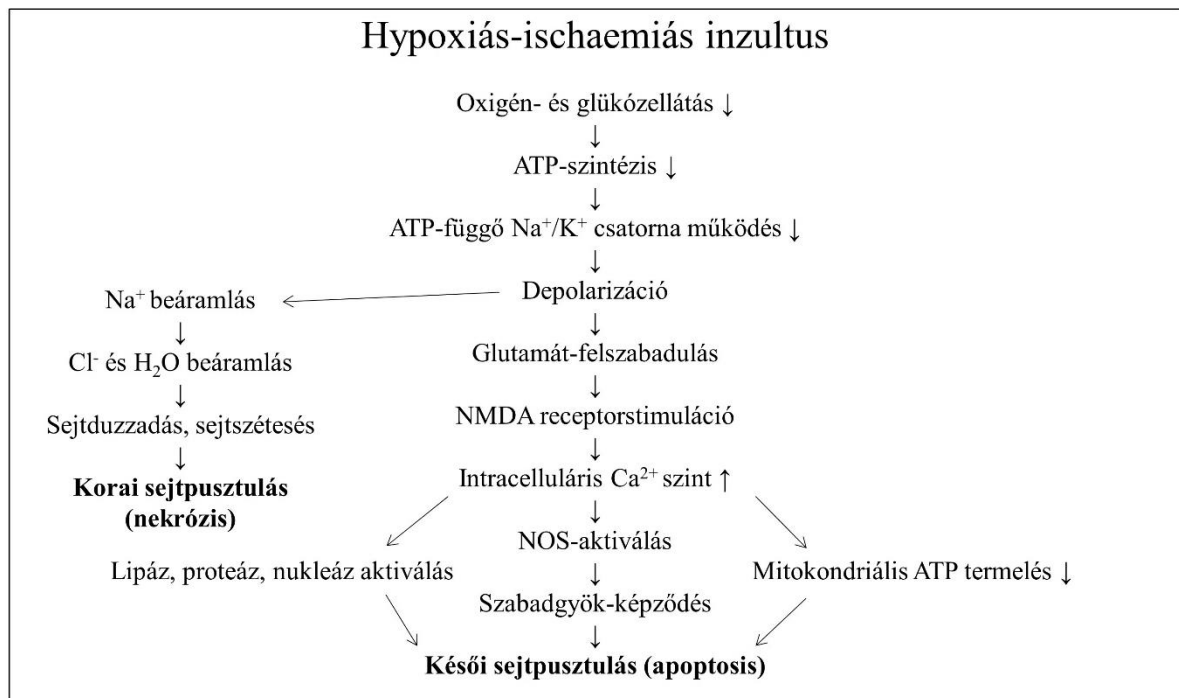 Hypoxiás-ischaemiás inzultus
Oxigén- és glükózellátás ↓
↓
ATP-szintézis ↓
↓
ATP-függő Na⁺/K⁺ csatorna működés ↓
↓
Depolarizáció
Na⁺ beáramlás
↓
Cl⁻ és H₂O beáramlás
↓
Sejtduzzadás, sejtszétesés
↓
Korai sejtpusztulás
(nekrózis)
↓
Glutamát-felszabadulás
↓
NMDA receptorstimuláció
↓
Intracelluláris Ca²⁺ szint ↑
↓
NOS-aktiválás
Lipáz, proteáz, nukleáz aktiválás
↓
Mitokondriális ATP termelés ↓
Szabadgyök-képződés
↓
Késői sejtpusztulás (apoptosis)